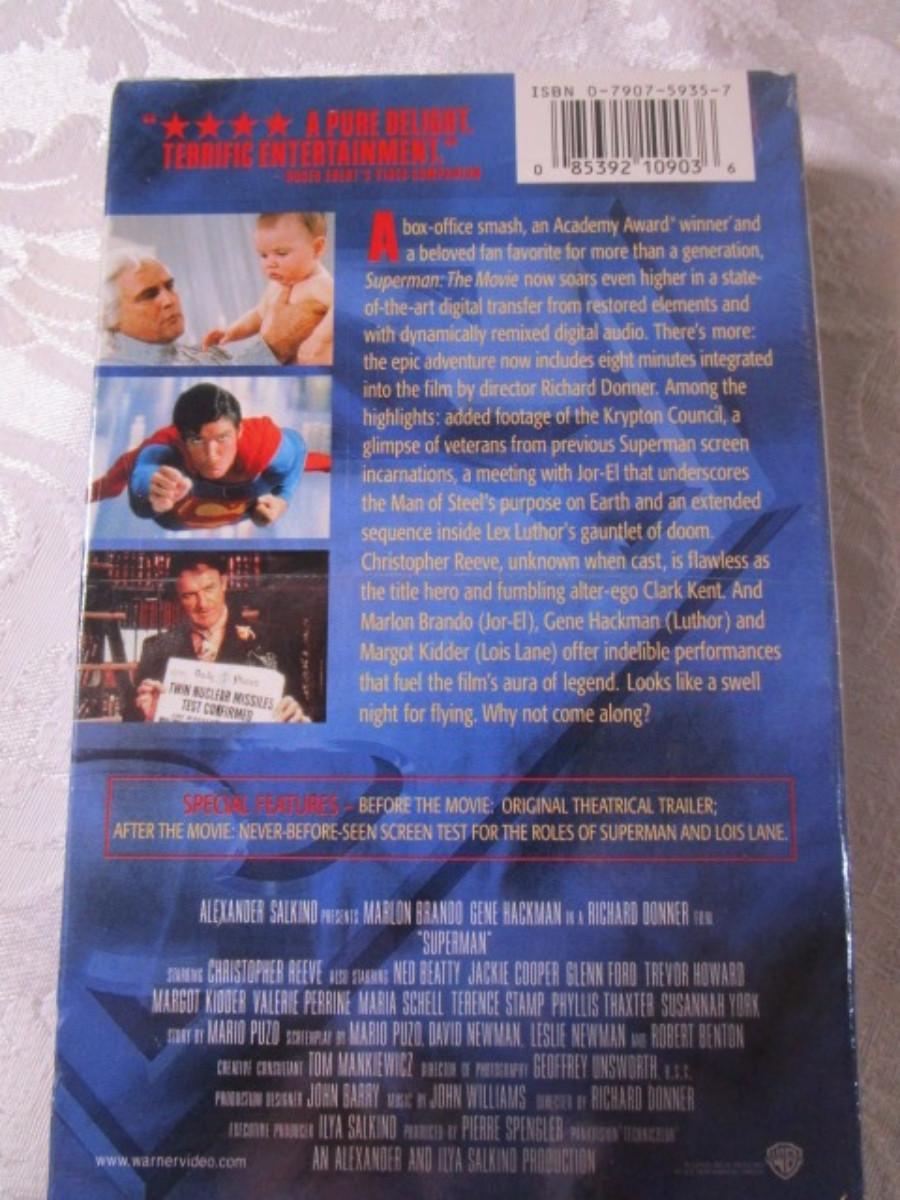 ISBN 0-7907-5935-7
0 85392 10903 6
"★★★★ A PURE DELIGHT.
TERRIFIC ENTERTAINMENT."
- ROGER EBERT'S VIDEO COMPANION
A box-office smash, an Academy Award® winner and
a beloved fan favorite for more than a generation,
Superman: The Movie now soars even higher in a state-
of-the-art digital transfer from restored elements and
with dynamically remixed digital audio. There's more:
the epic adventure now includes eight minutes integrated
into the film by director Richard Donner. Among the
highlights: added footage of the Krypton Council, a
glimpse of veterans from previous Superman screen
incarnations, a meeting with Jor-El that underscores
the Man of Steel's purpose on Earth and an extended
sequence inside Lex Luthor's gauntlet of doom.
Christopher Reeve, unknown when cast, is flawless as
the title hero and fumbling alter-ego Clark Kent. And
Marlon Brando (Jor-El), Gene Hackman (Luthor) and
Margot Kidder (Lois Lane) offer indelible performances
that fuel the film's aura of legend. Looks like a swell
night for flying. Why not come along?
Daily Planet
TWIN NUCLEAR MISSILES
TEST CONFIRMED
SPECIAL FEATURES – BEFORE THE MOVIE: ORIGINAL THEATRICAL TRAILER;
AFTER THE MOVIE: NEVER-BEFORE-SEEN SCREEN TEST FOR THE ROLES OF SUPERMAN AND LOIS LANE.
ALEXANDER SALKIND PRESENTS MARLON BRANDO GENE HACKMAN IN A RICHARD DONNER FILM
"SUPERMAN"
STARRING CHRISTOPHER REEVE ALSO STARRING NED BEATTY JACKIE COOPER GLENN FORD TREVOR HOWARD
MARGOT KIDDER VALERIE PERRINE MARIA SCHELL TERENCE STAMP PHYLLIS THAXTER SUSANNAH YORK
STORY BY MARIO PUZO SCREENPLAY BY MARIO PUZO, DAVID NEWMAN, LESLIE NEWMAN AND ROBERT BENTON
CREATIVE CONSULTANT TOM MANKIEWICZ DIRECTOR OF PHOTOGRAPHY GEOFFREY UNSWORTH, B.S.C.
PRODUCTION DESIGNER JOHN BARRY MUSIC BY JOHN WILLIAMS DIRECTED BY RICHARD DONNER
EXECUTIVE PRODUCER ILYA SALKIND PRODUCED BY PIERRE SPENGLER PANAVISION® TECHNICOLOR®
www.warnervideo.com
AN ALEXANDER AND ILYA SALKIND PRODUCTION
WB